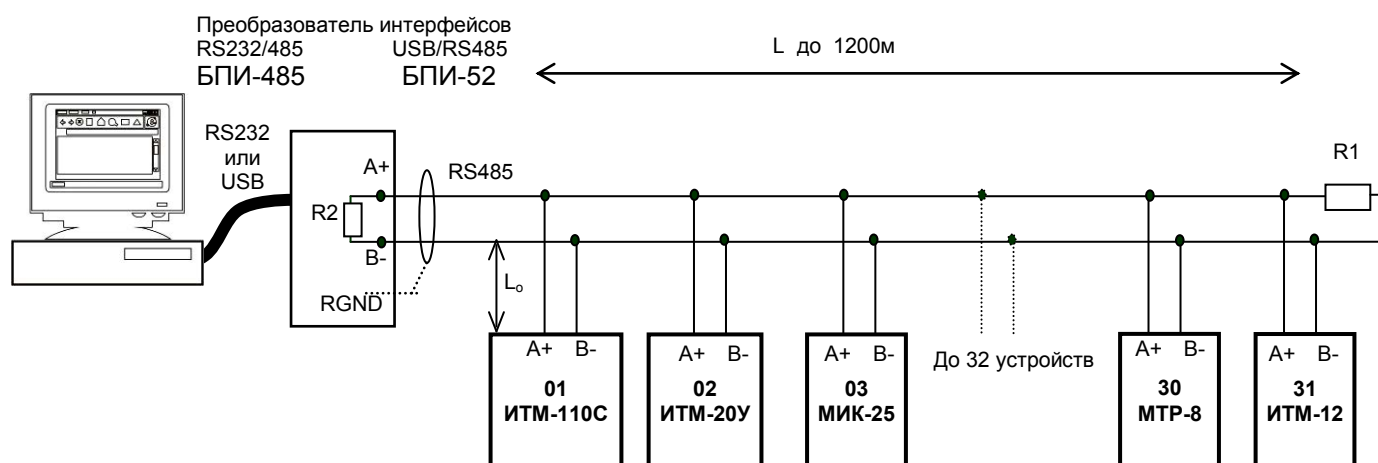 Преобразователь интерфейсов
RS232/485 USB/RS485
БПИ-485 БПИ-52
L до 1200м
RS232
или
USB
A+
R2
B-
RGND
RS485
R1
Lо
A+ B-
01
ИТМ-110С
A+ B-
02
ИТМ-20У
A+ B-
03
МИК-25
До 32 устройств
A+ B-
30
МТР-8
A+ B-
31
ИТМ-12